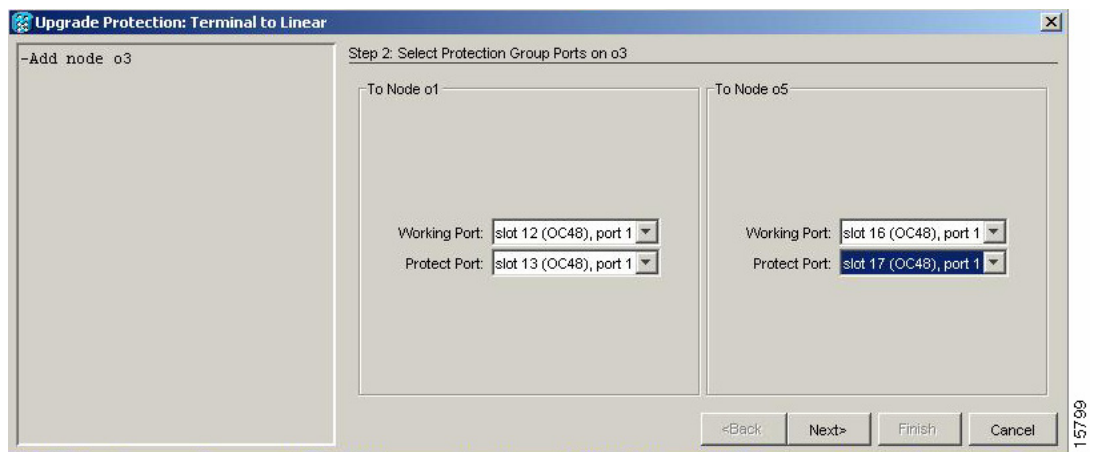 Upgrade Protection: Terminal to Linear
-Add node o3
Step 2: Select Protection Group Ports on o3
To Node o1
Working Port: slot 12 (OC48), port 1
Protect Port: slot 13 (OC48), port 1
To Node o5
Working Port: slot 16 (OC48), port 1
Protect Port: slot 17 (OC48), port 1
<Back Next> Finish Cancel
15799